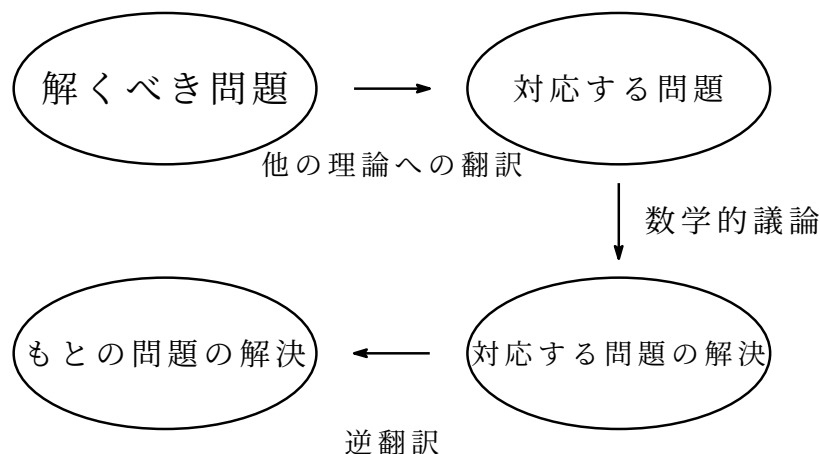 解くべき問題
対応する問題
他の理論への翻訳
数学的議論
もとの問題の解決
対応する問題の解決
逆翻訳